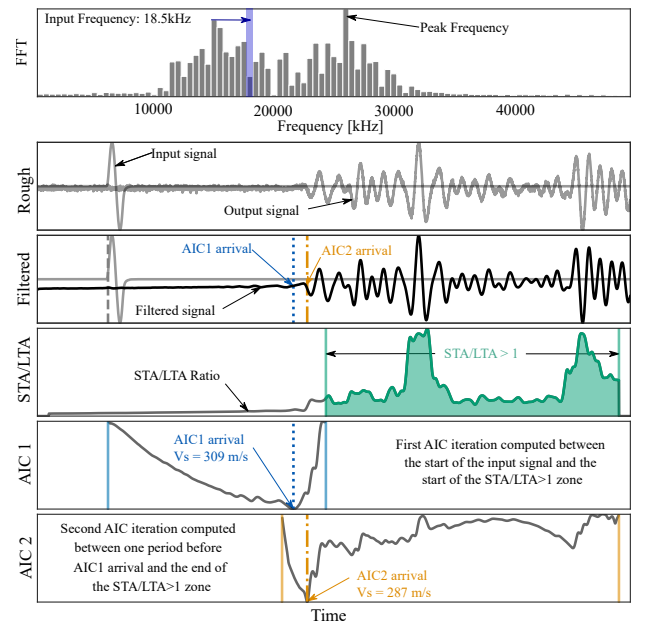 FFT
Input Frequency: 18.5kHz
Peak Frequency
10000
20000
30000
40000
Frequency [kHz]
Rough
Input signal
Output signal
Filtered
AIC1 arrival
AIC2 arrival
Filtered signal
STA/LTA
STA/LTA > 1
STA/LTA Ratio
AIC 1
AIC1 arrival
Vs = 309 m/s
First AIC iteration computed between
the start of the input signal and the
start of the STA/LTA>1 zone
AIC 2
Second AIC iteration computed
between one period before
AIC1 arrival and the end of
the STA/LTA>1 zone
AIC2 arrival
Vs = 287 m/s
Time